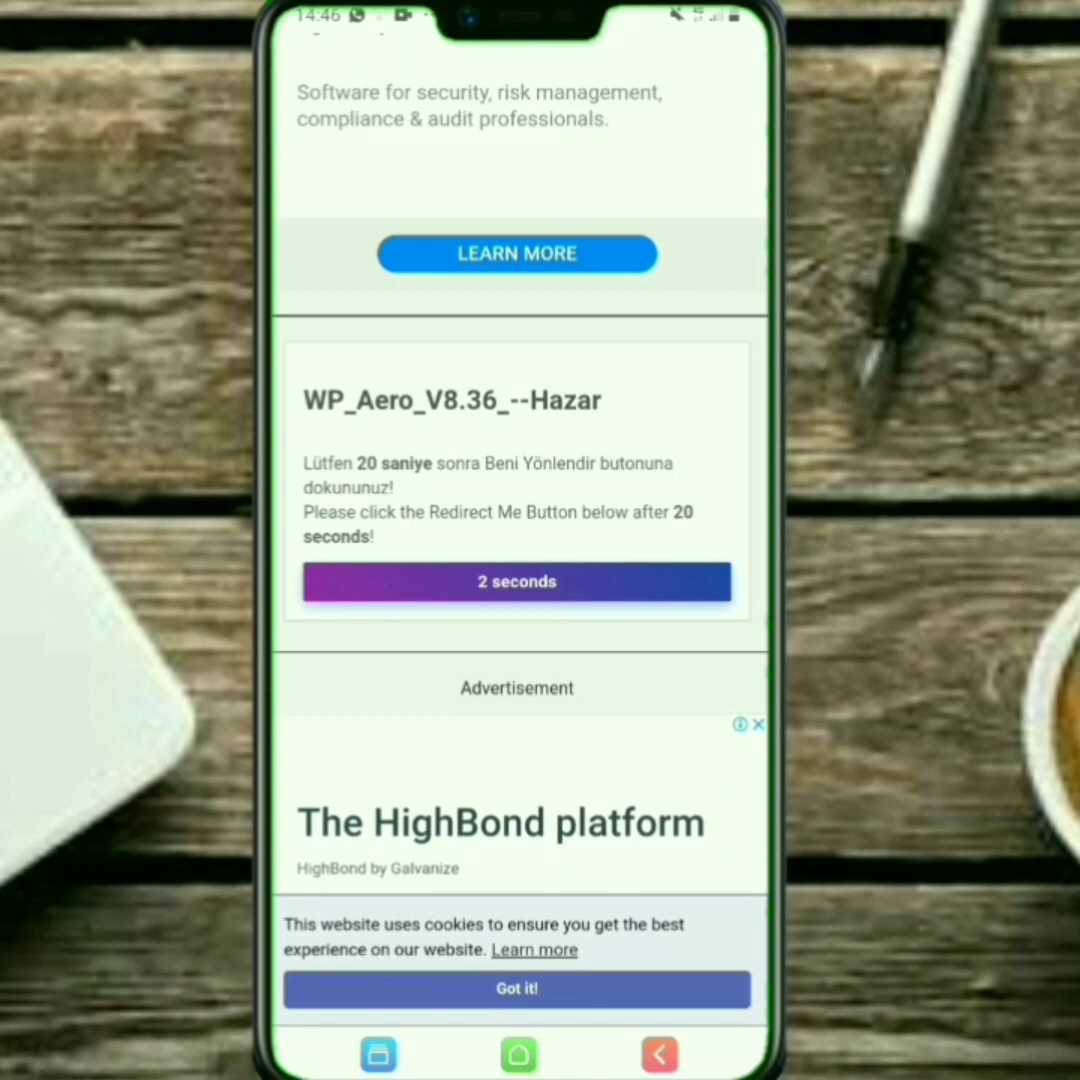 14:46
Software for security, risk management,
compliance & audit professionals.
LEARN MORE
WP_Aero_V8.36_--Hazar
Lütfen 20 saniye sonra Beni Yönlendir butonuna
dokununuz!
Please click the Redirect Me Button below after 20
seconds!
2 seconds
Advertisement
The HighBond platform
HighBond by Galvanize
This website uses cookies to ensure you get the best
experience on our website. Learn more
Got it!